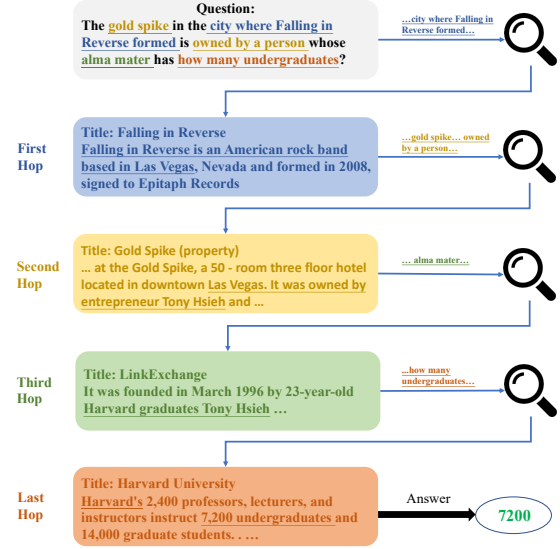 Question:
The gold spike in the city where Falling in
Reverse formed is owned by a person whose
alma mater has how many undergraduates?
…city where Falling in
Reverse formed…
First
Hop
Title: Falling in Reverse
Falling in Reverse is an American rock band
based in Las Vegas, Nevada and formed in 2008,
signed to Epitaph Records
…gold spike… owned
by a person…
Second
Hop
Title: Gold Spike (property)
... at the Gold Spike, a 50 - room three floor hotel
located in downtown Las Vegas. It was owned by
entrepreneur Tony Hsieh and …
… alma mater…
Third
Hop
Title: LinkExchange
It was founded in March 1996 by 23-year-old
Harvard graduates Tony Hsieh …
...how many
undergraduates…
Last
Hop
Title: Harvard University
Harvard's 2,400 professors, lecturers, and
instructors instruct 7,200 undergraduates and
14,000 graduate students. . …
Answer
7200